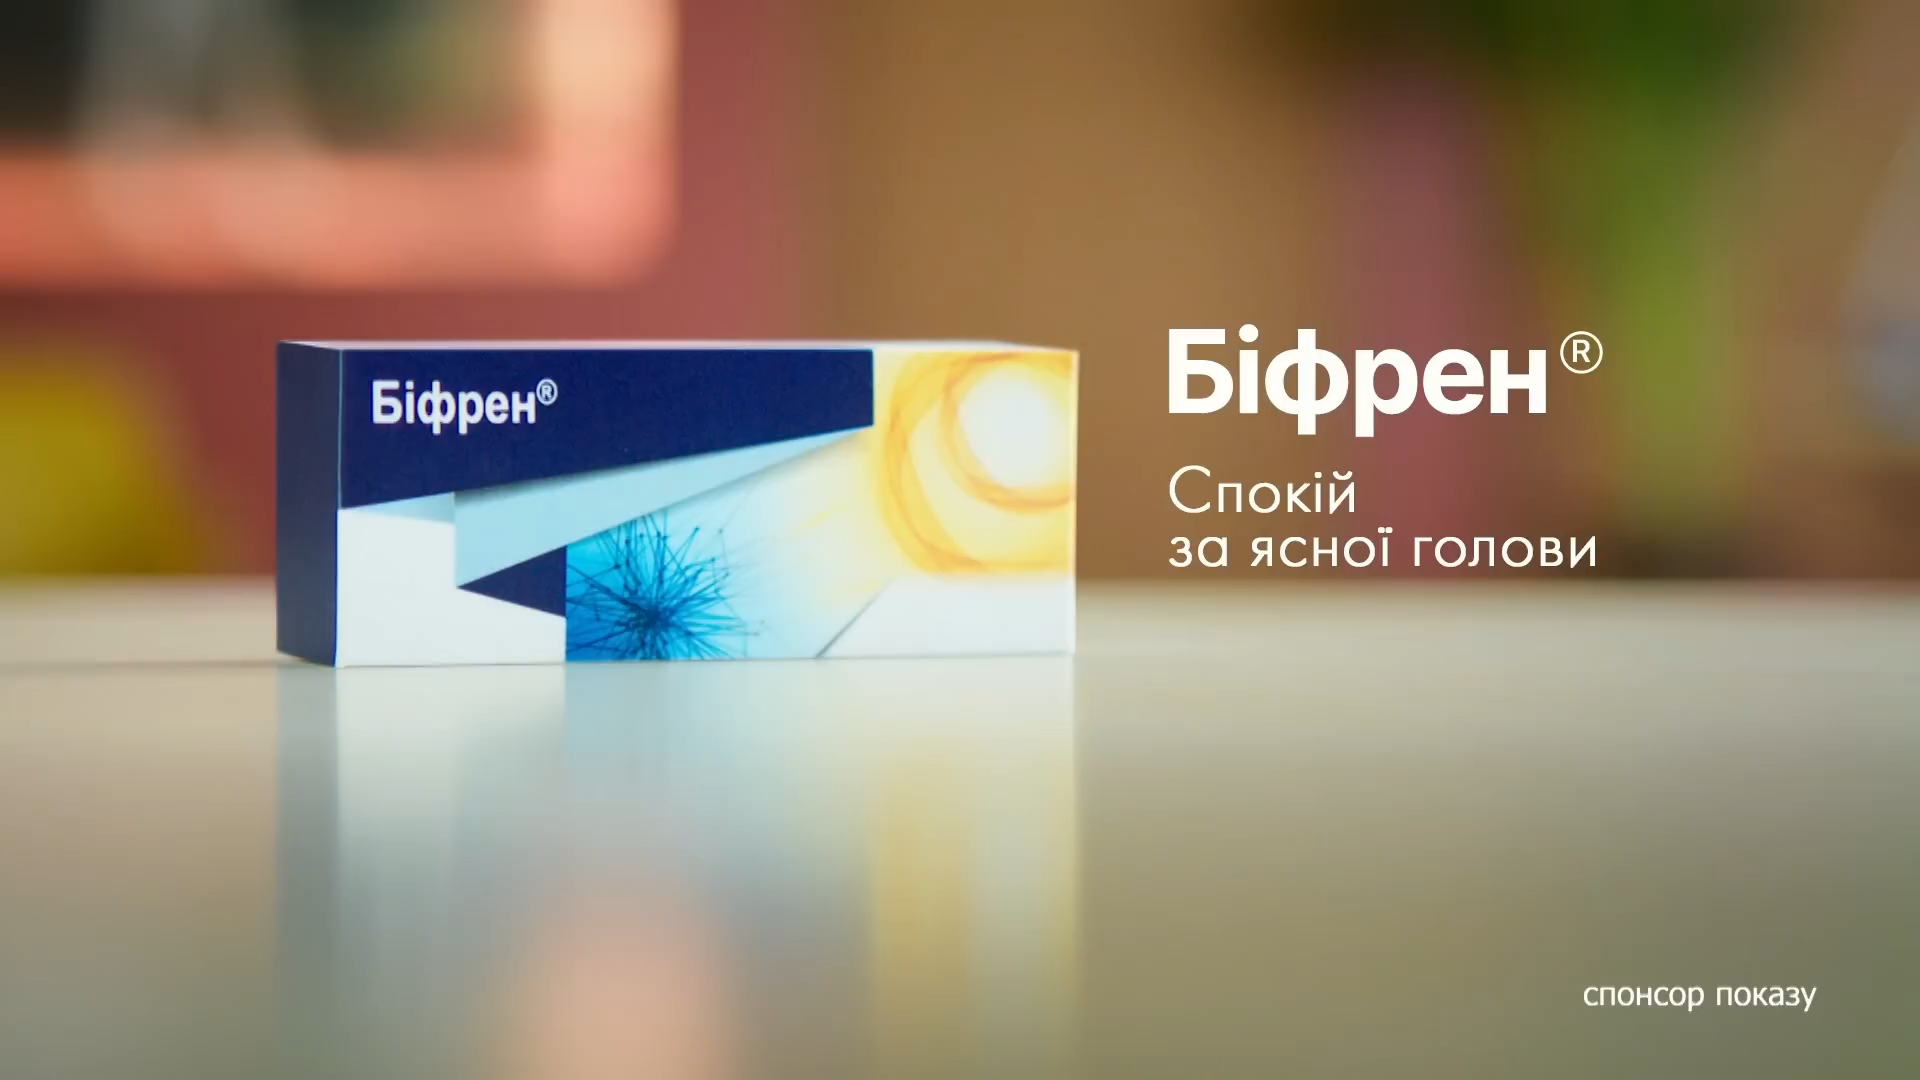 Біфрен®
Біфрен®
Спокій
за ясної голови
спонсор показу